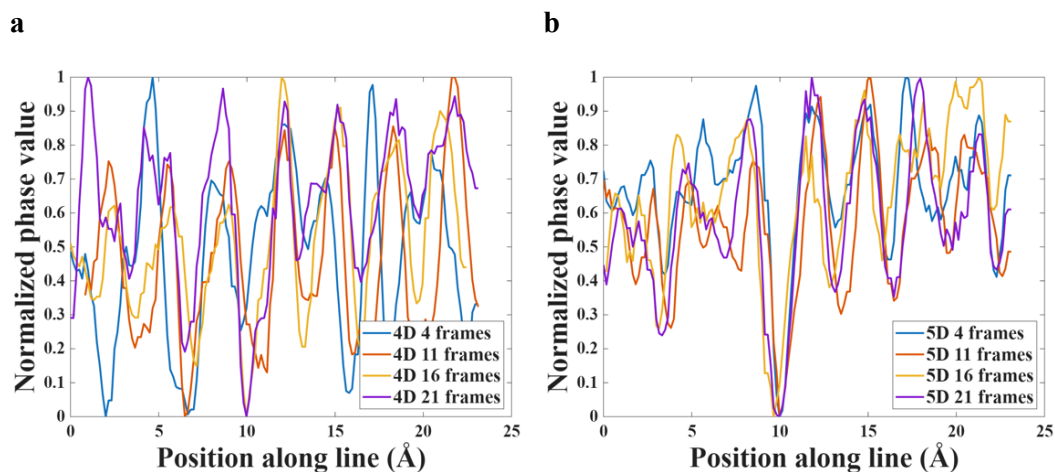 a
Normalized phase value
1
0.9
0.8
0.7
0.6
0.5
0.4
0.3
0.2
0.1
0
0 5 10 15 20 25
Position along line (Å)
4D 4 frames
4D 11 frames
4D 16 frames
4D 21 frames
b
Normalized phase value
1
0.9
0.8
0.7
0.6
0.5
0.4
0.3
0.2
0.1
0
0 5 10 15 20 25
Position along line (Å)
5D 4 frames
5D 11 frames
5D 16 frames
5D 21 frames